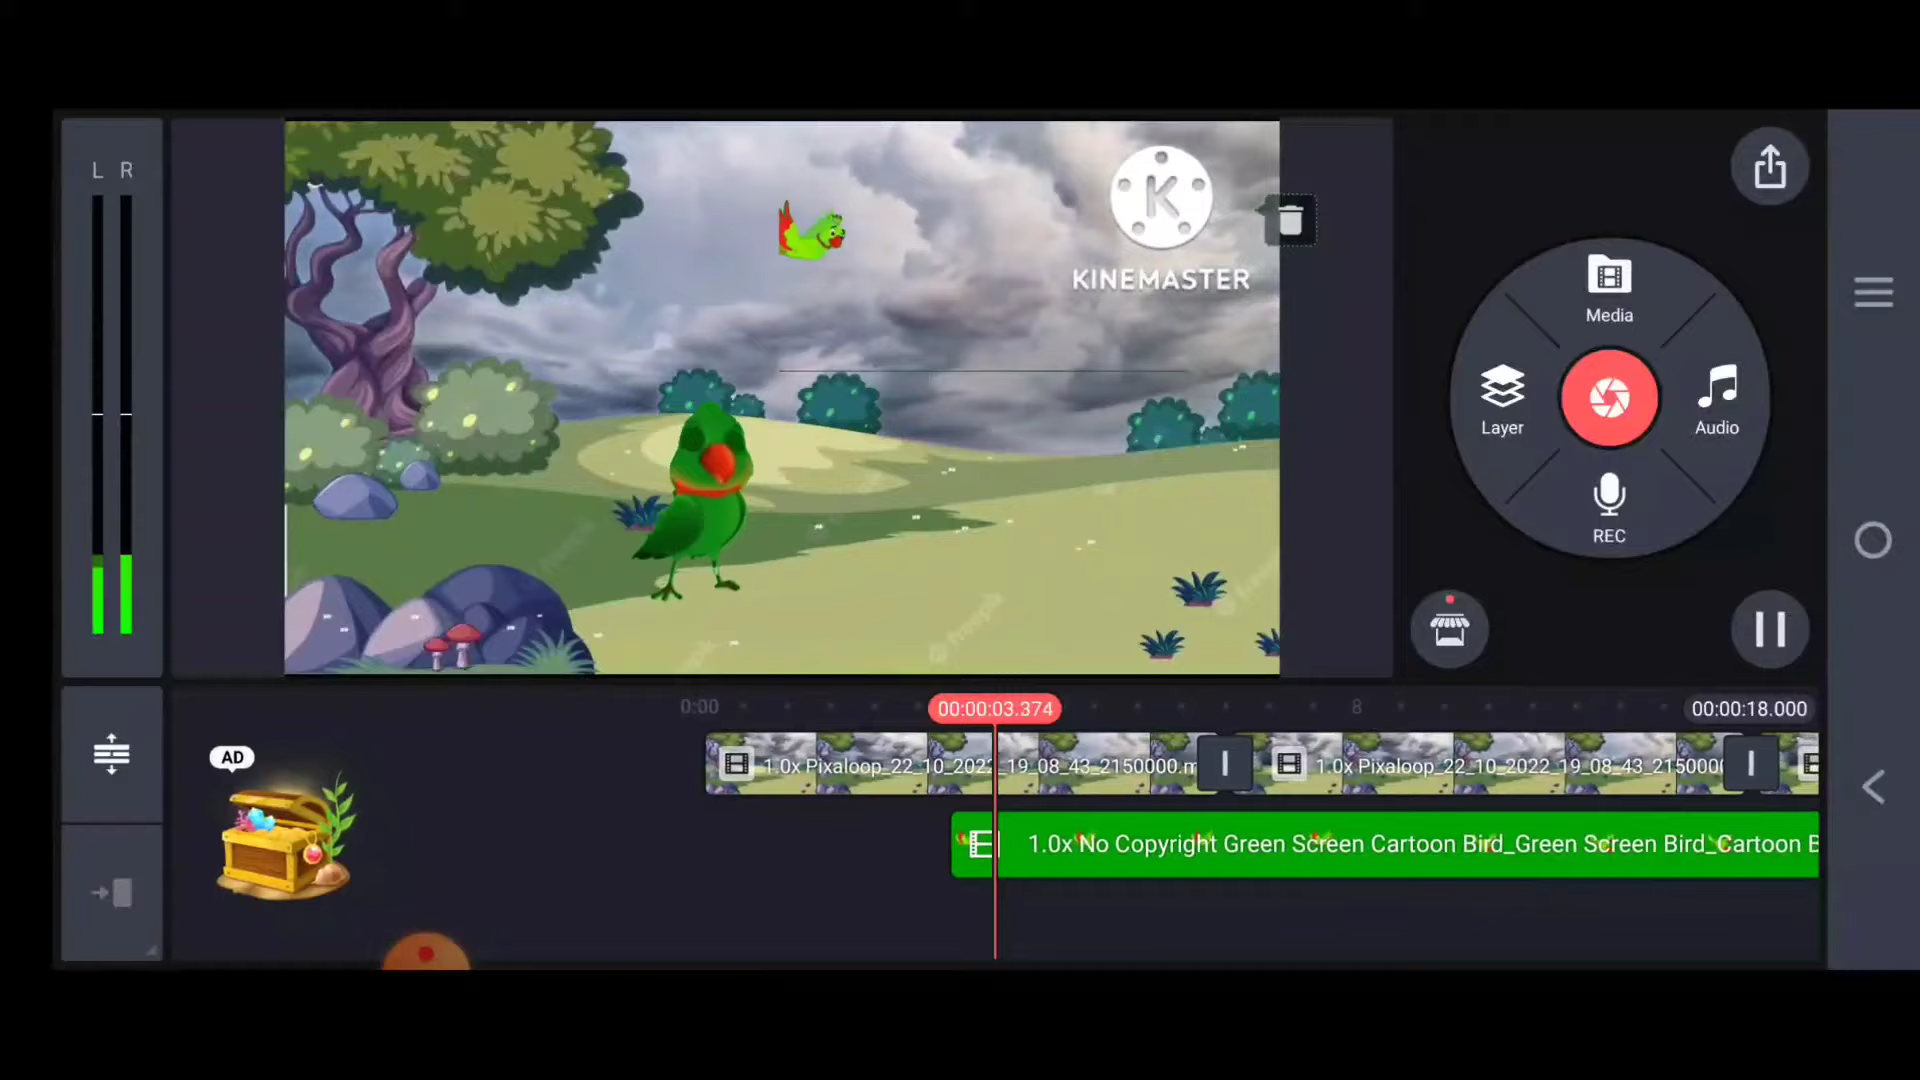 L R
KINEMASTER
Media
Layer
Audio
REC
freepik
0:00
00:00:03.374
8
00:00:18.000
AD
1.0x Pixaloop_22_10_2022_19_08_43_2150000.m
1.0x Pixaloop_22_10_2022_19_08_43_2150000
1.0x No Copyright Green Screen Cartoon Bird_Green Screen Bird_Cartoon B